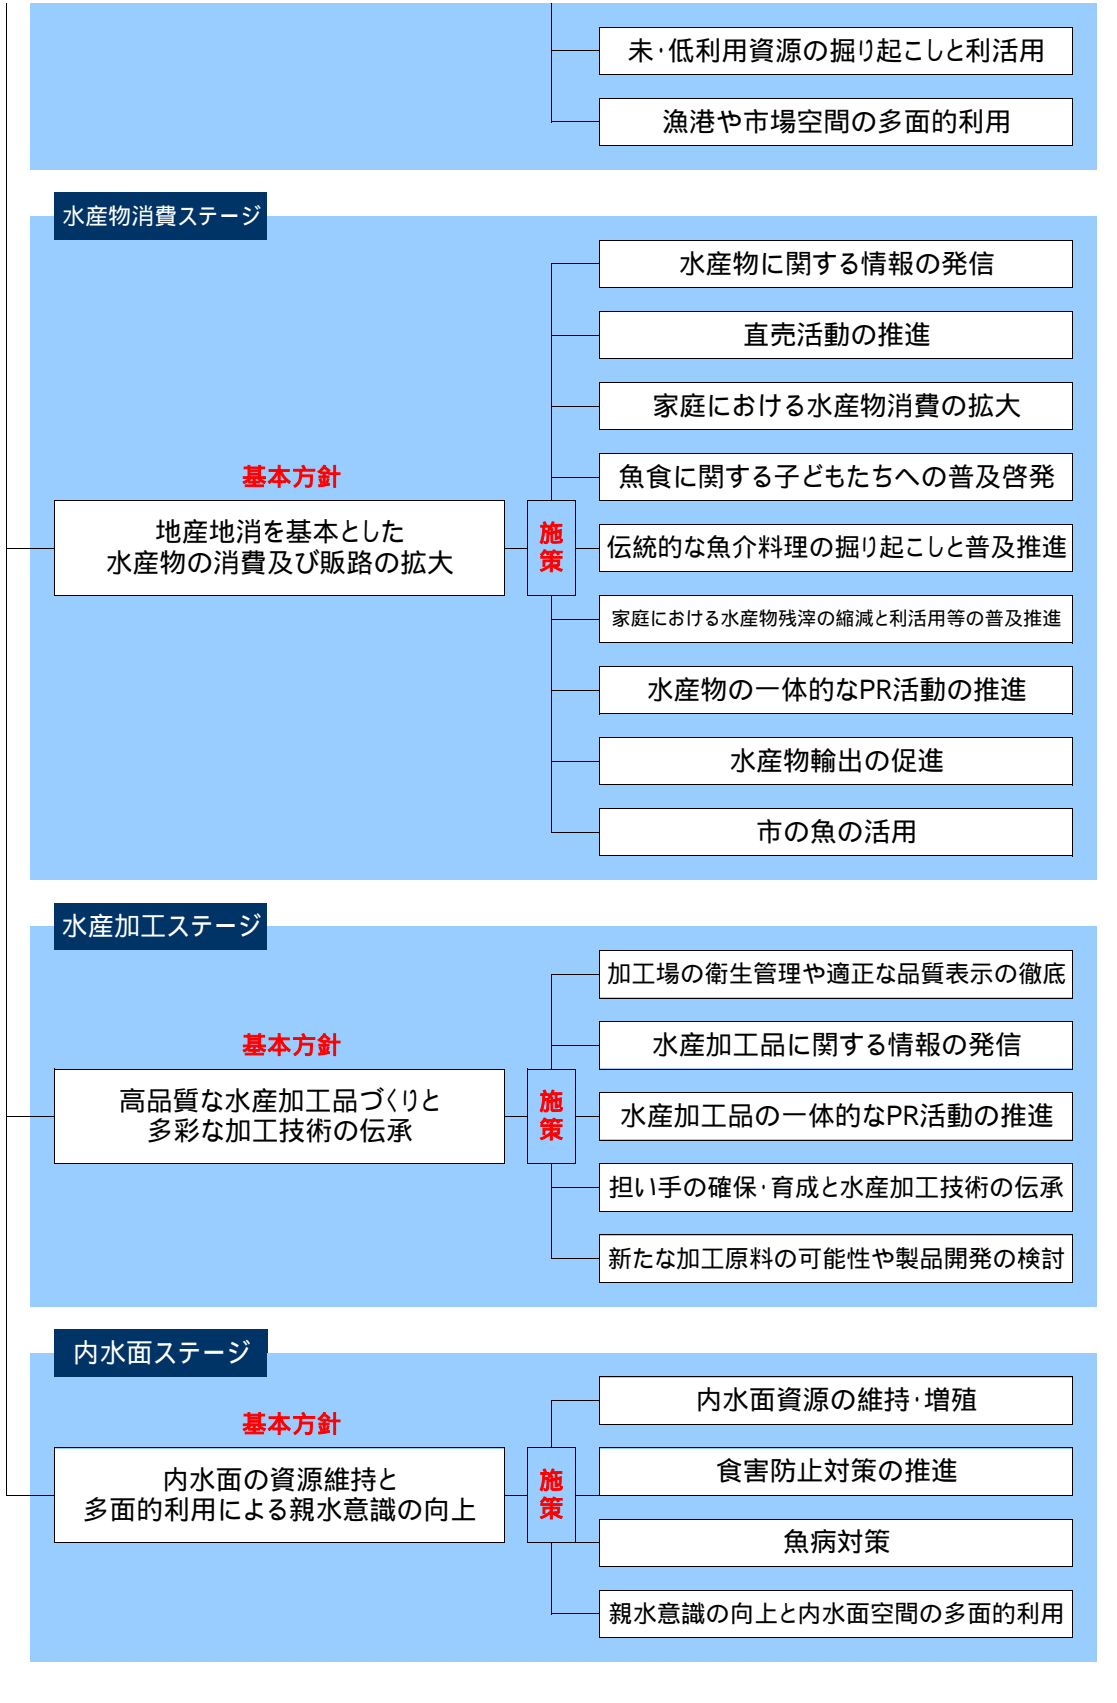 未・低利用資源の掘り起こしと利活用
漁港や市場空間の多面的利用
水産物消費ステージ
水産物に関する情報の発信
直売活動の推進
家庭における水産物消費の拡大
魚食に関する子どもたちへの普及啓発
基本方針
地産地消を基本とした
水産物の消費及び販路の拡大
施
策
伝統的な魚介料理の掘り起こしと普及推進
家庭における水産物残滓の縮減と利活用等の普及推進
水産物の一体的なPR活動の推進
水産物輸出の促進
市の魚の活用
水産加工ステージ
加工場の衛生管理や適正な品質表示の徹底
水産加工品に関する情報の発信
基本方針
高品質な水産加工品づくりと
多彩な加工技術の伝承
施
策
水産加工品の一体的なPR活動の推進
担い手の確保・育成と水産加工技術の伝承
新たな加工原料の可能性や製品開発の検討
内水面ステージ
内水面資源の維持・増殖
基本方針
内水面の資源維持と
多面的利用による親水意識の向上
施
策
食害防止対策の推進
魚病対策
親水意識の向上と内水面空間の多面的利用